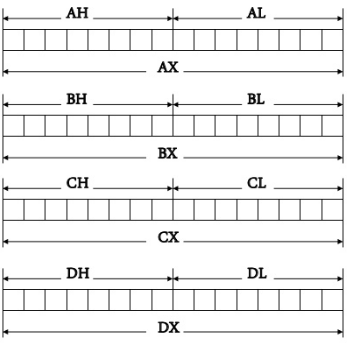 AH AL
AX
BH BL
BX
CH CL
CX
DH DL
DX